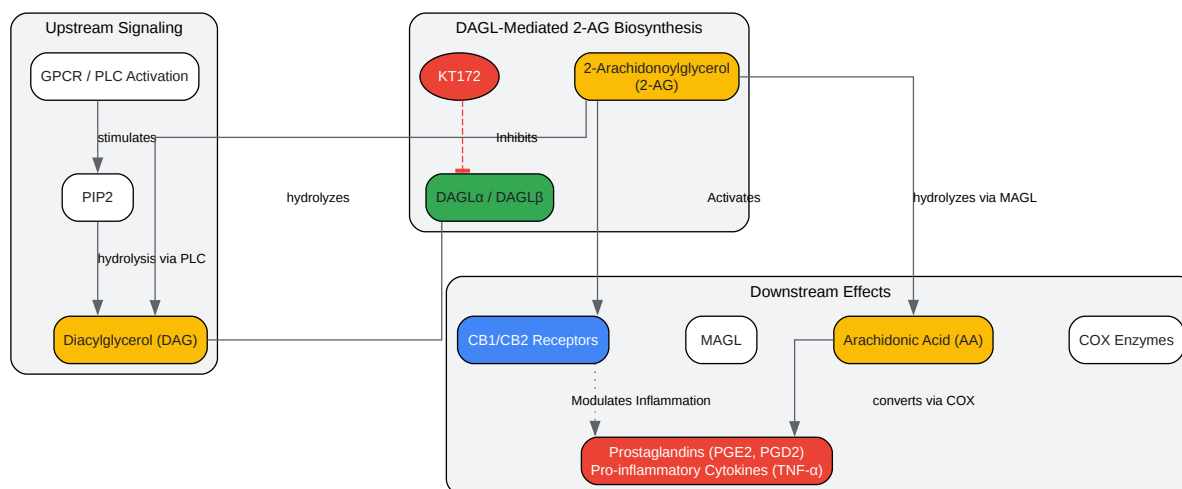 Upstream Signaling
DAGL-Mediated 2-AG Biosynthesis
GPCR / PLC Activation
KT172
2-Arachidonoylglycerol
(2-AG)
stimulates
Inhibits
PIP2
hydrolyzes
DAGLα / DAGLβ
Activates
hydrolyzes via MAGL
hydrolysis via PLC
Downstream Effects
Diacylglycerol (DAG)
CB1/CB2 Receptors
MAGL
Arachidonic Acid (AA)
COX Enzymes
Modulates Inflammation
converts via COX
Prostaglandins (PGE2, PGD2)
Pro-inflammatory Cytokines (TNF-α)